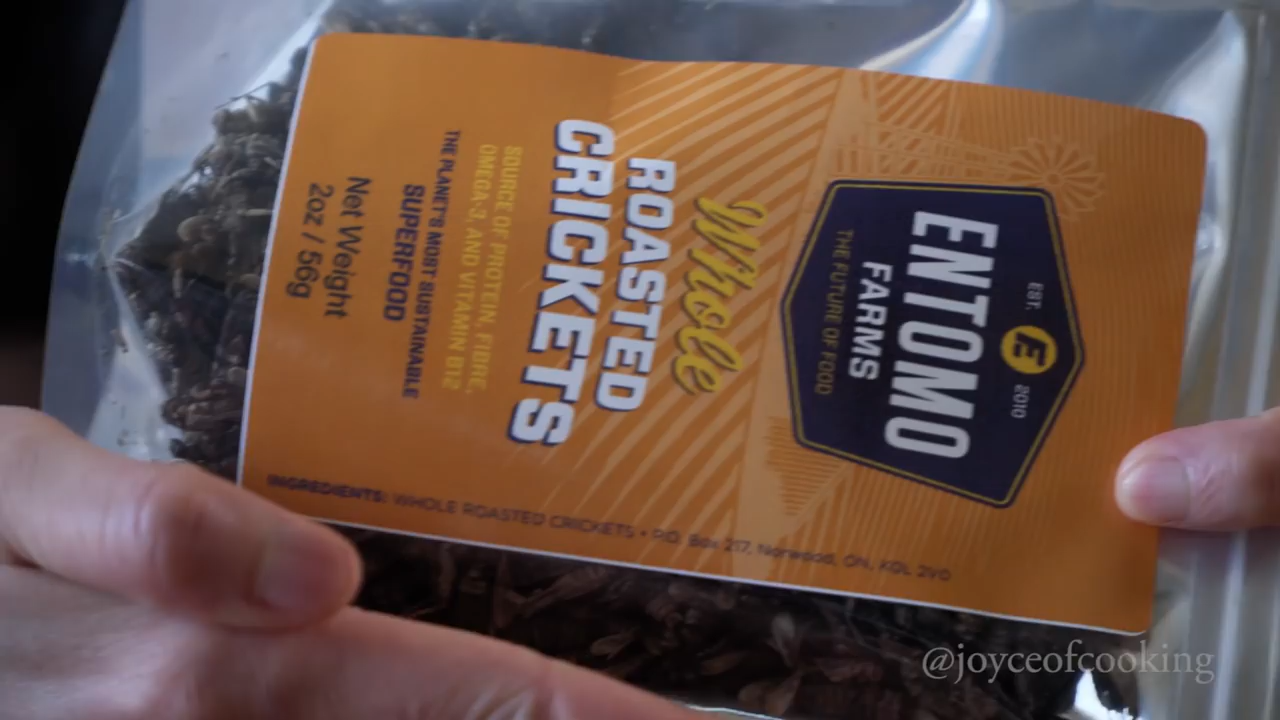 EST. E 2010
ENTOMO
FARMS
THE FUTURE OF FOOD
Whole
ROASTED
CRICKETS
SOURCE OF PROTEIN, FIBRE,
OMEGA-3, AND VITAMIN B12
THE PLANET'S MOST SUSTAINABLE
SUPERFOOD
Net Weight
2oz / 56g
INGREDIENTS: WHOLE ROASTED CRICKETS • P.O. Box 217, Norwood, ON, K0L 2V0
@joyceofcooking